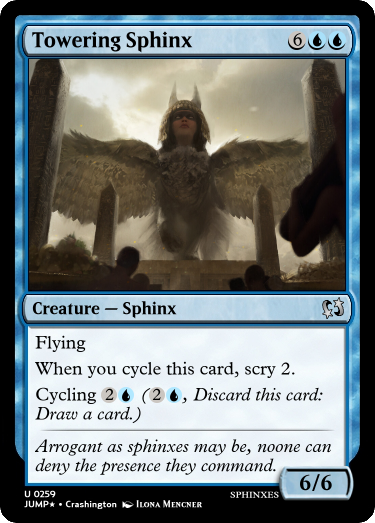 Towering Sphinx 6
Creature — Sphinx
Flying
When you cycle this card, scry 2.
Cycling 2 (2, Discard this card:
Draw a card.)
Arrogant as sphinxes may be, noone can
deny the presence they command.
6/6
U 0259
JUMP★ • Crashington Ilona Mencner
SPHINXES